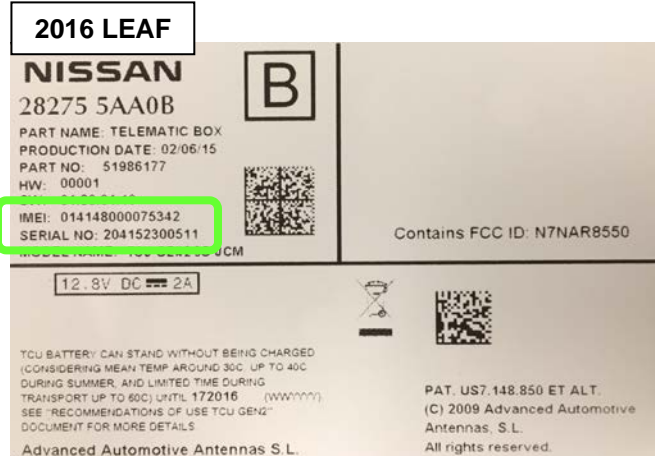 2016 LEAF
NISSAN
B
28275 5AA0B
PART NAME: TELEMATIC BOX
PRODUCTION DATE: 02/06/15
PART NO: 51986177
HW: 00001
IMEI: 014148000075342
SERIAL NO: 204152300511
Contains FCC ID: N7NAR8550
12.8V DC 2A
TCU BATTERY CAN STAND WITHOUT BEING CHARGED
(CONSIDERING MEAN TEMP AROUND 30C UP TO 40C
DURING SUMMER, AND LIMITED TIME DURING
TRANSPORT UP TO 60C) UNTIL 172016 (WWYYYY).
SEE "RECOMMENDATIONS OF USE TCU GEN2"
DOCUMENT FOR MORE DETAILS
Advanced Automotive Antennas S.L.
PAT. US7.148.850 ET ALT.
(C) 2009 Advanced Automotive
Antennas, S.L.
All rights reserved.